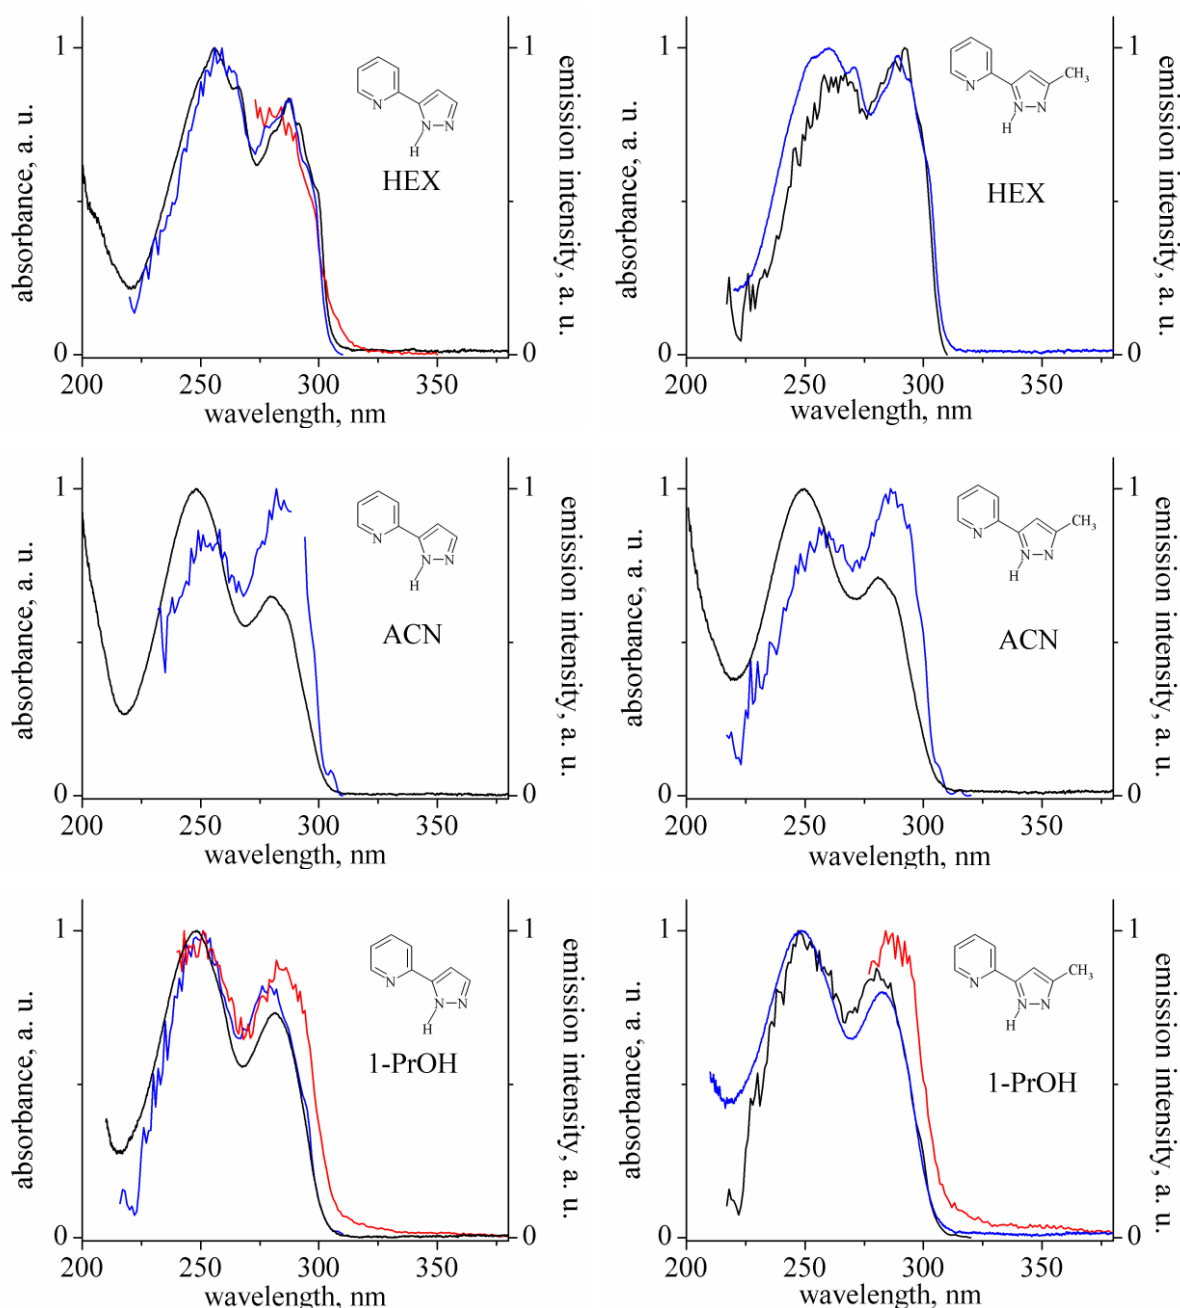 1
1
absorbance, a. u.
emission intensity, a. u.
N
N
N
H
HEX
0
0
200
250
300
350
wavelength, nm
1
1
absorbance, a. u.
emission intensity, a. u.
N
N
N
H
CH3
HEX
0
0
200
250
300
350
wavelength, nm
1
1
absorbance, a. u.
emission intensity, a. u.
N
N
N
H
ACN
0
0
200
250
300
350
wavelength, nm
1
1
absorbance, a. u.
emission intensity, a. u.
N
N
N
H
CH3
ACN
0
0
200
250
300
350
wavelength, nm
1
1
absorbance, a. u.
emission intensity, a. u.
N
N
N
H
1-PrOH
0
0
200
250
300
350
wavelength, nm
1
1
absorbance, a. u.
emission intensity, a. u.
N
N
N
H
CH3
1-PrOH
0
0
200
250
300
350
wavelength, nm